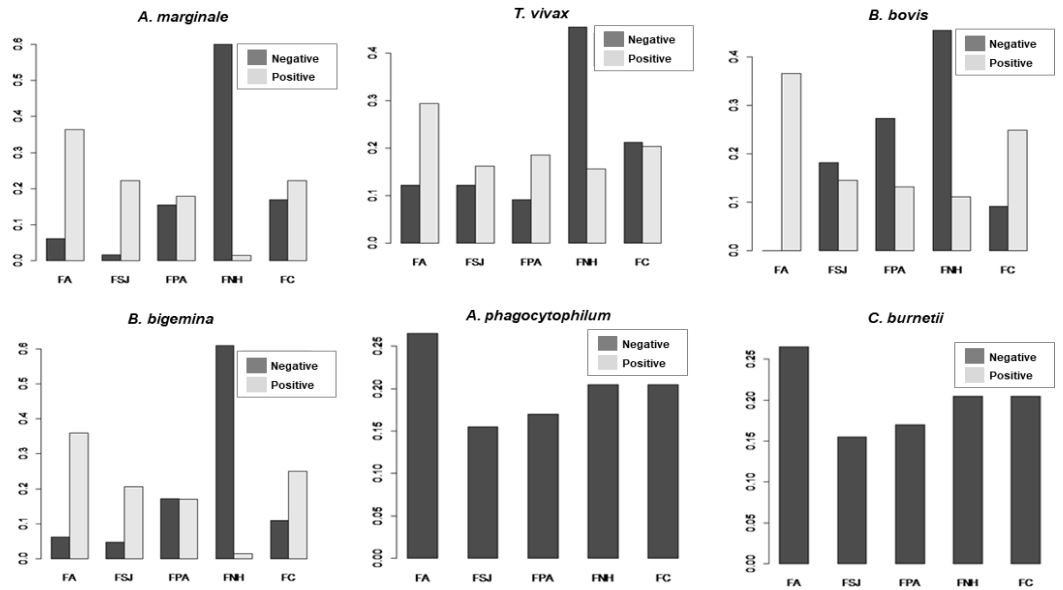 A. marginale
0.6
0.5
0.4
0.3
0.2
0.1
0.0
Negative
Positive
FA FSJ FPA FNH FC
T. vivax
0.4
0.3
0.2
0.1
0.0
Negative
Positive
FA FSJ FPA FNH FC
B. bovis
0.4
0.3
0.2
0.1
0.0
Negative
Positive
FA FSJ FPA FNH FC
B. bigemina
0.6
0.5
0.4
0.3
0.2
0.1
0.0
Negative
Positive
FA FSJ FPA FNH FC
A. phagocytophilum
0.25
0.20
0.15
0.10
0.05
0.00
Negative
Positive
FA FSJ FPA FNH FC
C. burnetii
0.25
0.20
0.15
0.10
0.05
0.00
Negative
Positive
FA FSJ FPA FNH FC